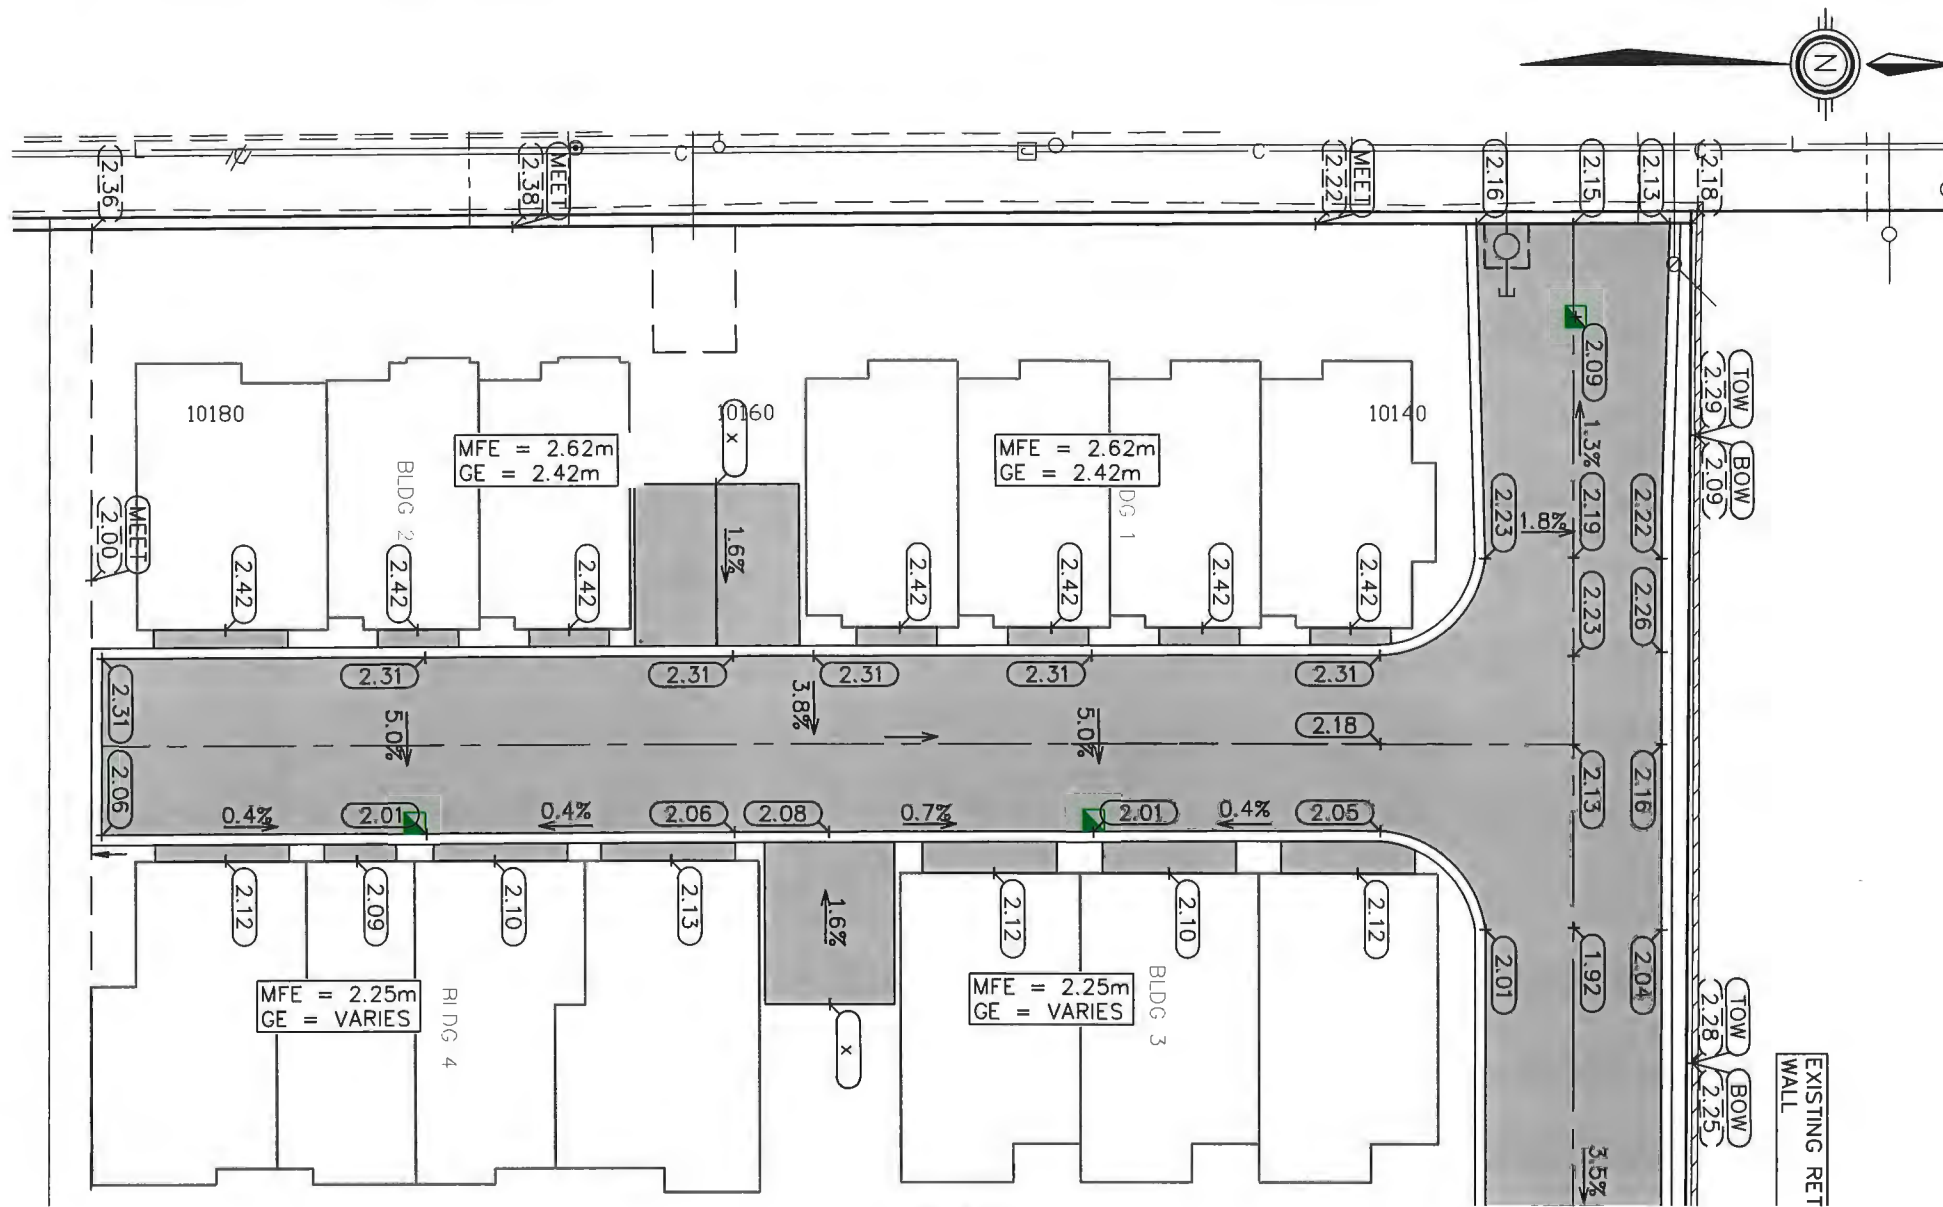 N
(2.36)
MEET
(2.38)
C
J
C
MEET
(2.22)
2.16
2.15
2.13
(2.18)
2.09
1.3%
TOW
(2.29)
BOW
(2.09)
10180
10160
10140
x
MFE = 2.62m
GE = 2.42m
MFE = 2.62m
GE = 2.42m
BLDG 2
DG 1
MEET
(2.00)
2.42
2.42
2.42
1.6%
2.42
2.42
2.42
2.42
2.23
1.8%
2.19
2.22
2.23
2.26
2.31
2.31
2.31
2.31
2.31
2.31
3.8%
5.0%
5.0%
2.18
2.06
2.13
2.16
0.4%
2.01
0.4%
2.06
2.08
0.7%
2.01
0.4%
2.05
2.12
2.09
2.10
2.13
1.6%
2.12
2.10
2.12
2.01
1.92
2.04
MFE = 2.25m
GE = VARIES
BLDG 4
MFE = 2.25m
GE = VARIES
BLDG 3
x
TOW
(2.28)
BOW
(2.25)
EXISTING RET
WALL
3.5%